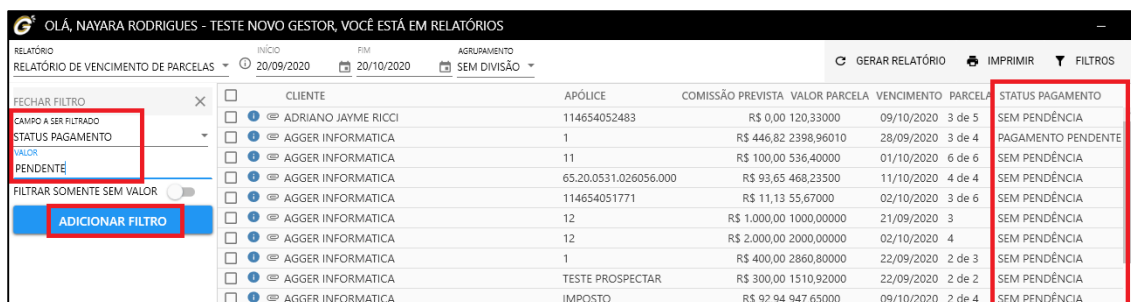 OLÁ, NAYARA RODRIGUES - TESTE NOVO GESTOR, VOCÊ ESTÁ EM RELATÓRIOS
RELATÓRIO INÍCIO FIM AGRUPAMENTO
RELATÓRIO DE VENCIMENTO DE PARCELAS 20/09/2020 20/10/2020 SEM DIVISÃO GERAR RELATÓRIO IMPRIMIR FILTROS
FECHAR FILTRO
CAMPO A SER FILTRADO
STATUS PAGAMENTO
VALOR
PENDENTE
FILTRAR SOMENTE SEM VALOR
ADICIONAR FILTRO
CLIENTE APÓLICE COMISSÃO PREVISTA VALOR PARCELA VENCIMENTO PARCELA STATUS PAGAMENTO
ADRIANO JAYME RICCI 114654052483 R$ 0,00 120,33000 09/10/2020 3 de 5 SEM PENDÊNCIA
AGGER INFORMATICA 1 R$ 446,82 2398,96010 28/09/2020 3 de 4 PAGAMENTO PENDENTE
AGGER INFORMATICA 11 R$ 100,00 536,40000 01/10/2020 6 de 6 SEM PENDÊNCIA
AGGER INFORMATICA 65.20.0531.026056.000 R$ 93,65 468,23500 11/10/2020 4 de 4 SEM PENDÊNCIA
AGGER INFORMATICA 114654051771 R$ 11,13 55,67000 02/10/2020 3 de 6 SEM PENDÊNCIA
AGGER INFORMATICA 12 R$ 1.000,00 1000,00000 21/09/2020 3 SEM PENDÊNCIA
AGGER INFORMATICA 12 R$ 2.000,00 2000,00000 02/10/2020 4 SEM PENDÊNCIA
AGGER INFORMATICA 1 R$ 400,00 2860,80000 22/09/2020 2 de 3 SEM PENDÊNCIA
AGGER INFORMATICA TESTE PROSPECTAR R$ 300,00 1510,92000 22/09/2020 2 de 2 SEM PENDÊNCIA
AGGER INFORMATICA IMPOSTO R$ 92,94 947,65000 09/10/2020 2 de 4 SEM PENDÊNCIA